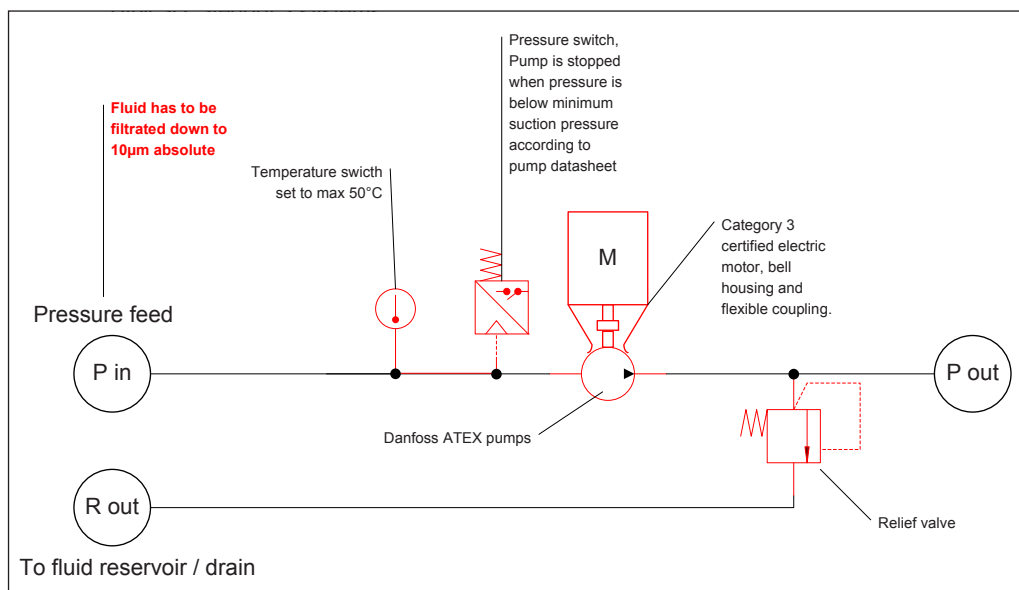 Pressure switch,
Pump is stopped
when pressure is
below minimum
suction pressure
according to
pump datasheet
Fluid has to be
filtrated down to
10µm absolute
Temperature swicth
set to max 50°C
Category 3
certified electric
motor, bell
housing and
flexible coupling.
M
Pressure feed
P in
P out
Danfoss ATEX pumps
R out
Relief valve
To fluid reservoir / drain